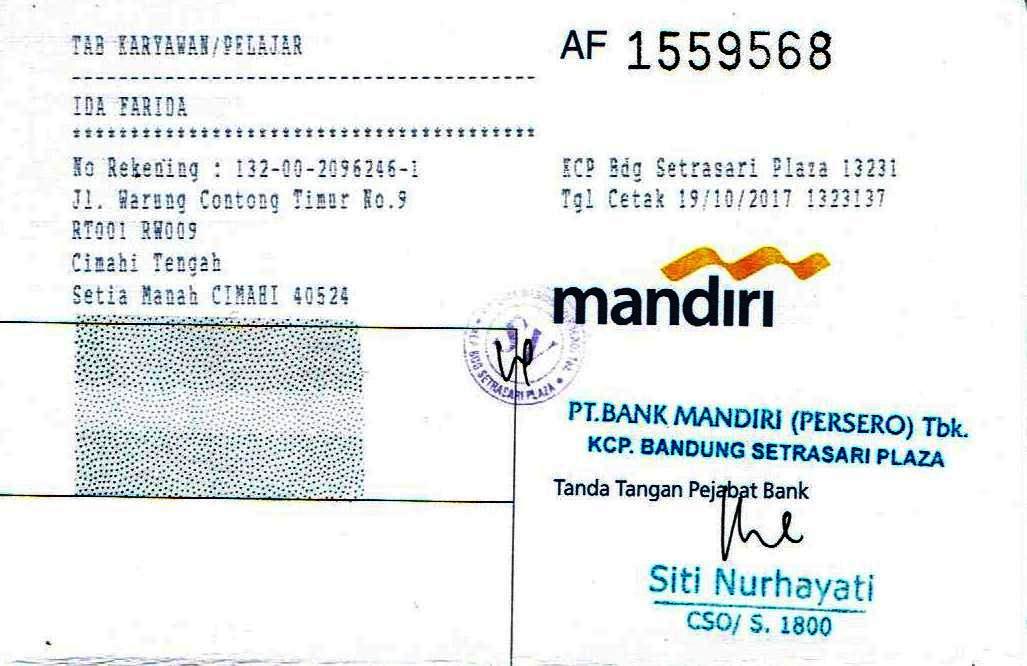 TAB KARYAWAN/PELAJAR
IDA FARIDA
No Rekening : 132-00-2096246-1
Jl. Warung Contong Timur No.9
RT001 RW009
Cimahi Tengah
Setia Manah CIMAHI 40524
AF 1559568
KCP Bdg Setrasari Plaza 13231
Tgl Cetak 19/10/2017 1323137
mandırı
SETRASARI PLAZA
PT.BANK MANDIRI (PERSERO) Tbk.
KCP. BANDUNG SETRASARI PLAZA
Tanda Tangan Pejabat Bank
Siti Nurhayati
CSO/ S. 1800